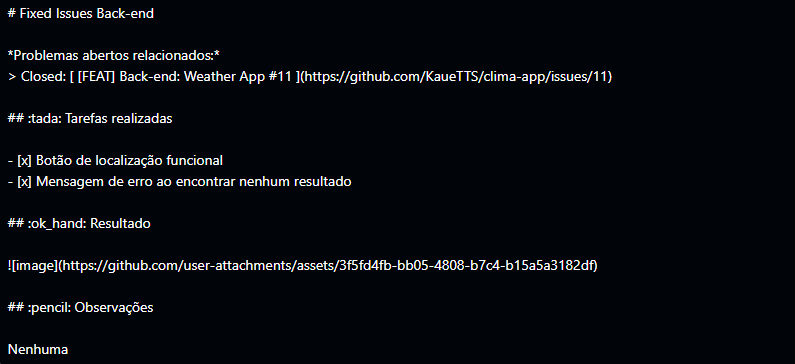 # Fixed Issues Back-end
*Problemas abertos relacionados:*
> Closed: [ [FEAT] Back-end: Weather App #11 ](https://github.com/KaueTTS/clima-app/issues/11)
## :tada: Tarefas realizadas
- [x] Botão de localização funcional
- [x] Mensagem de erro ao encontrar nenhum resultado
## :ok_hand: Resultado
![image](https://github.com/user-attachments/assets/3f5fd4fb-bb05-4808-b7c4-b15a5a3182df)
## :pencil: Observações
Nenhuma